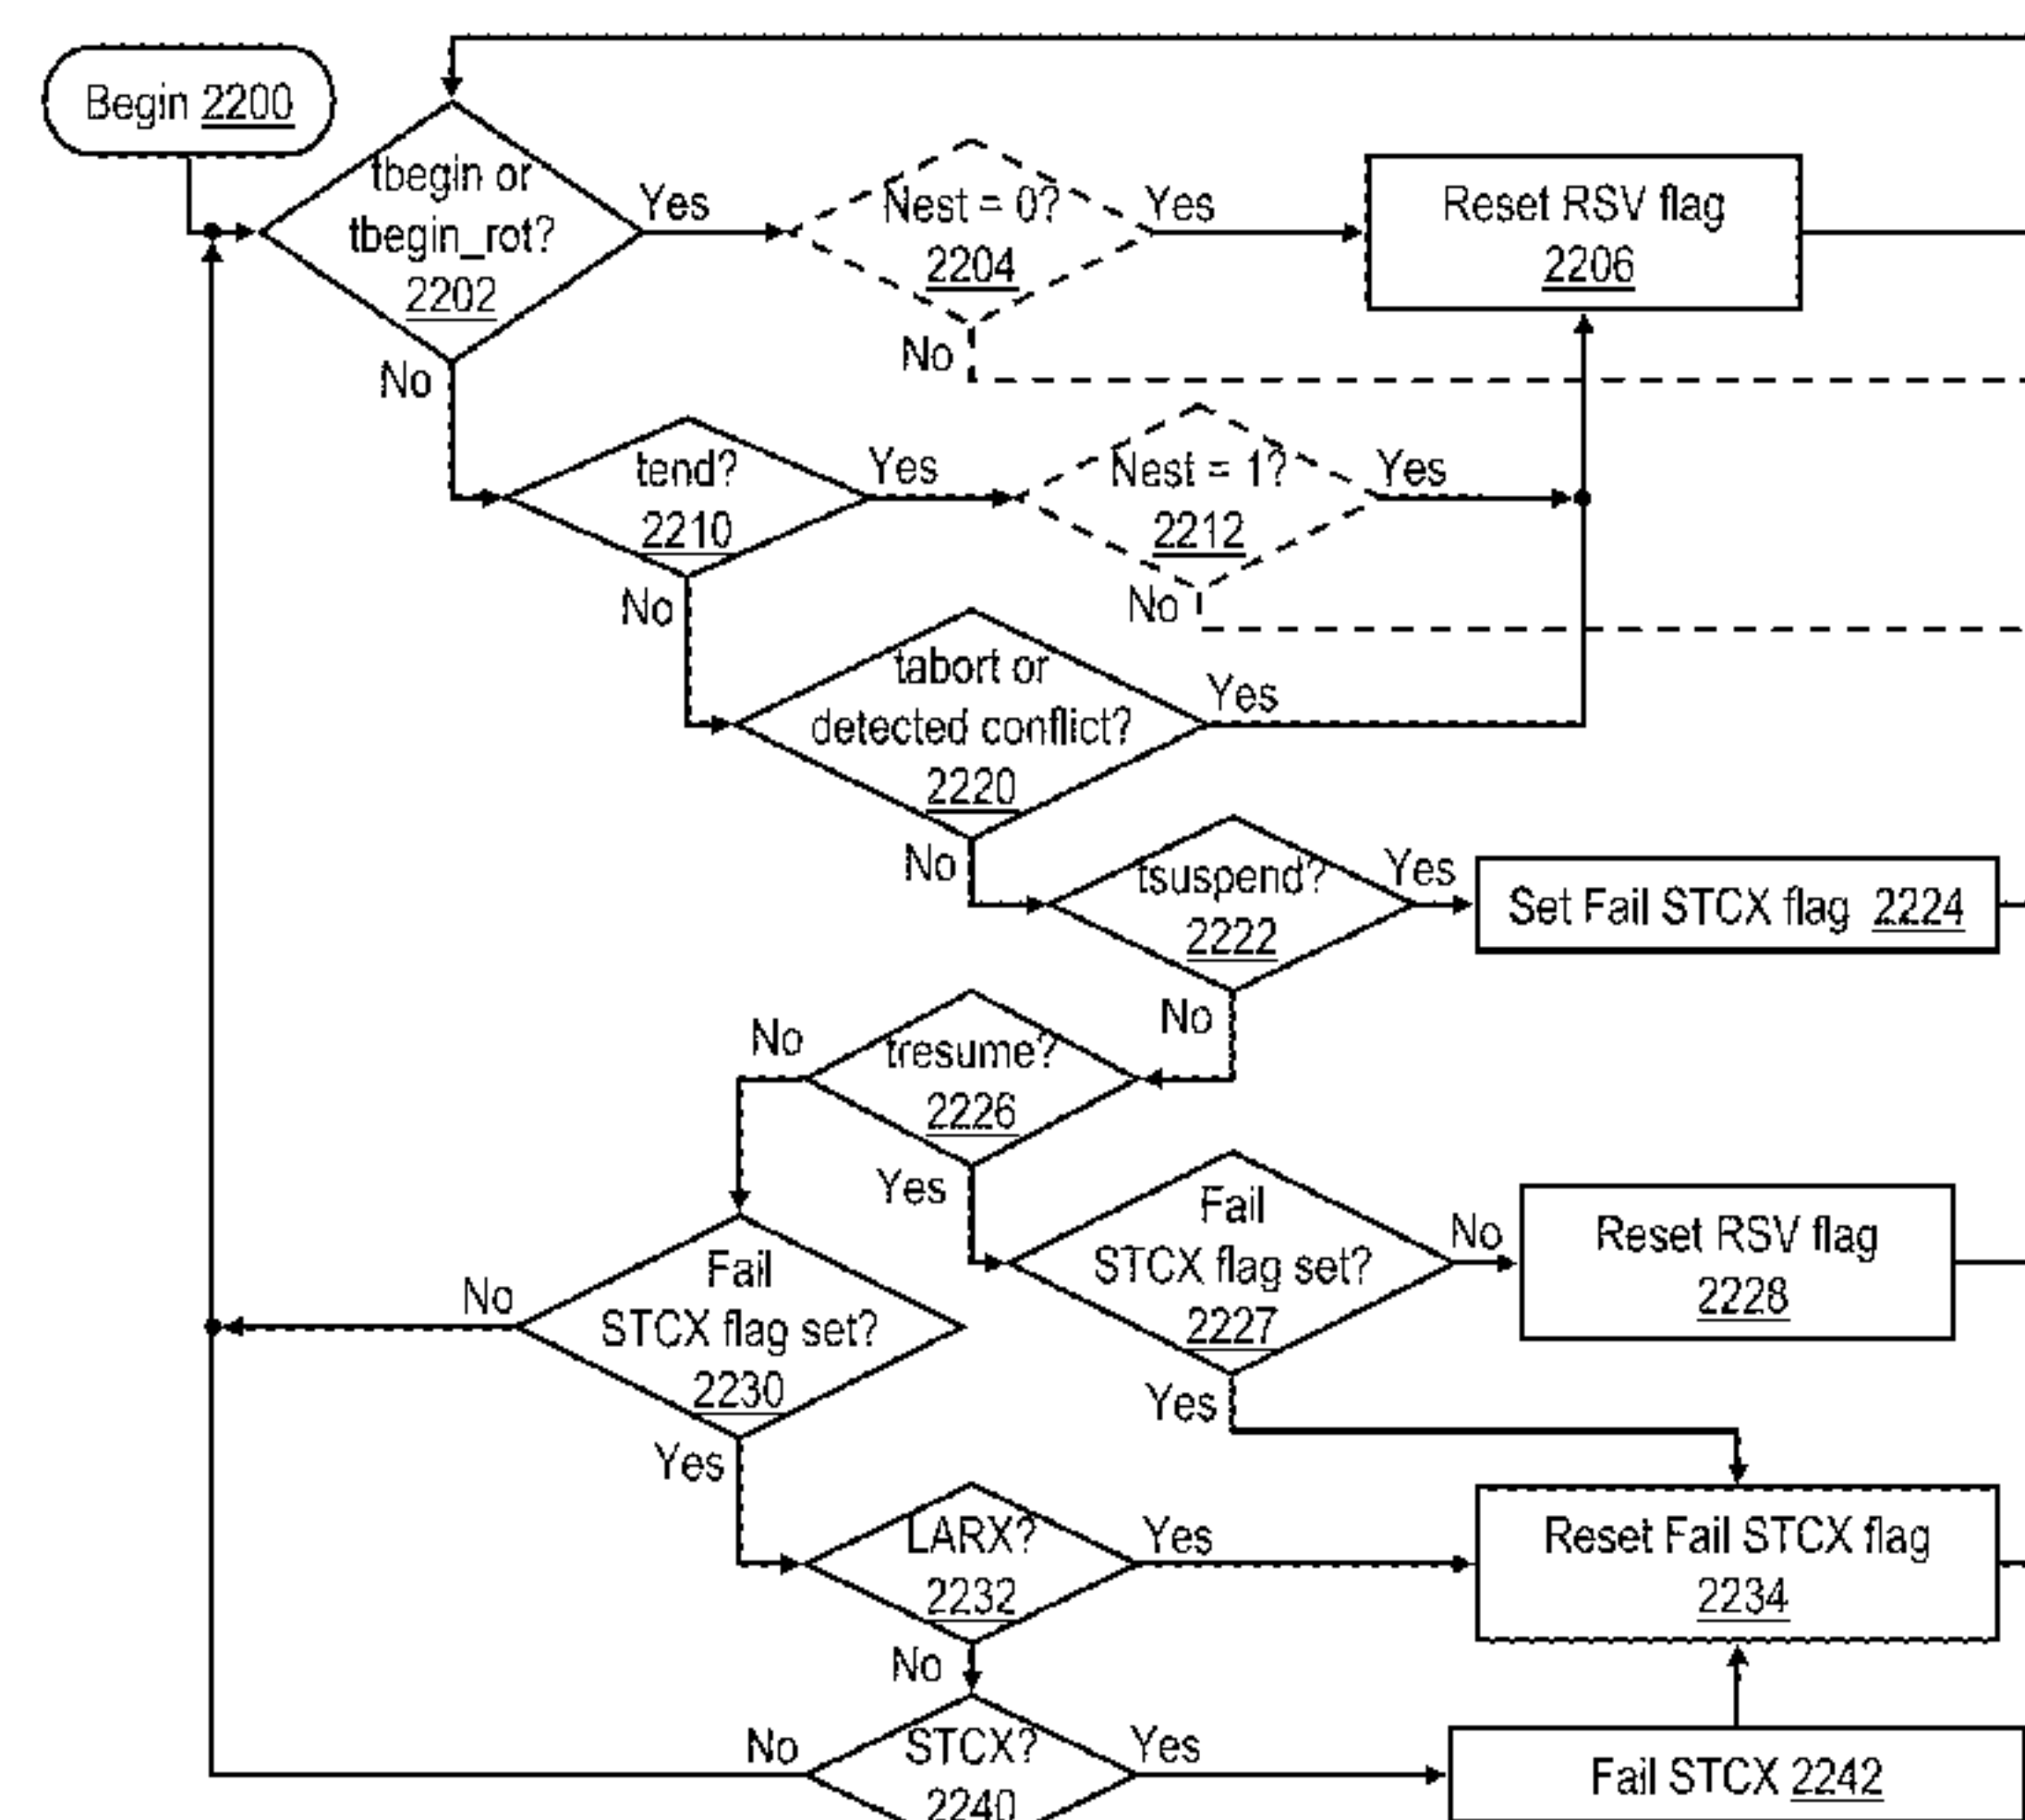 Begin 2200
tbegin or
tbegin_rot?
2202
Yes
Nest = 0?
2204
Yes
Reset RSV flag
2206
No
No
tend?
2210
Yes
Nest = 1?
2212
Yes
No
No
tabort or
detected conflict?
2220
Yes
No
tsuspend?
2222
Yes
Set Fail STCX flag 2224
No
tresume?
2226
No
Yes
Fail
STCX flag set?
2227
No
Reset RSV flag
2228
Yes
Fail
STCX flag set?
2230
No
Yes
LARX?
2232
Yes
Reset Fail STCX flag
2234
No
STCX?
2240
No
Yes
Fail STCX 2242